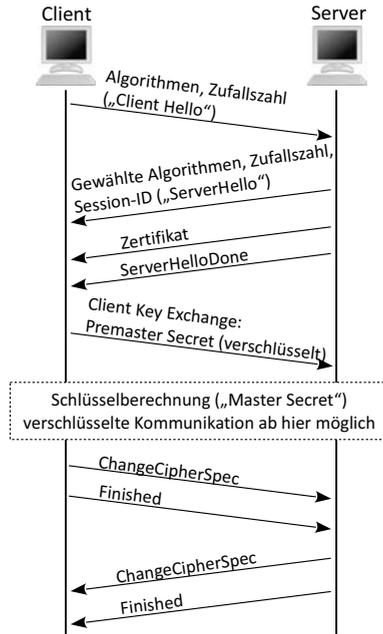 Client
Server
Algorithmen, Zufallszahl
(„Client Hello“)
Gewählte Algorithmen, Zufallszahl,
Session-ID („ServerHello“)
Zertifikat
ServerHelloDone
Client Key Exchange:
Premaster Secret (verschlüsselt)
Schlüsselberechnung („Master Secret“)
verschlüsselte Kommunikation ab hier möglich
ChangeCipherSpec
Finished
ChangeCipherSpec
Finished